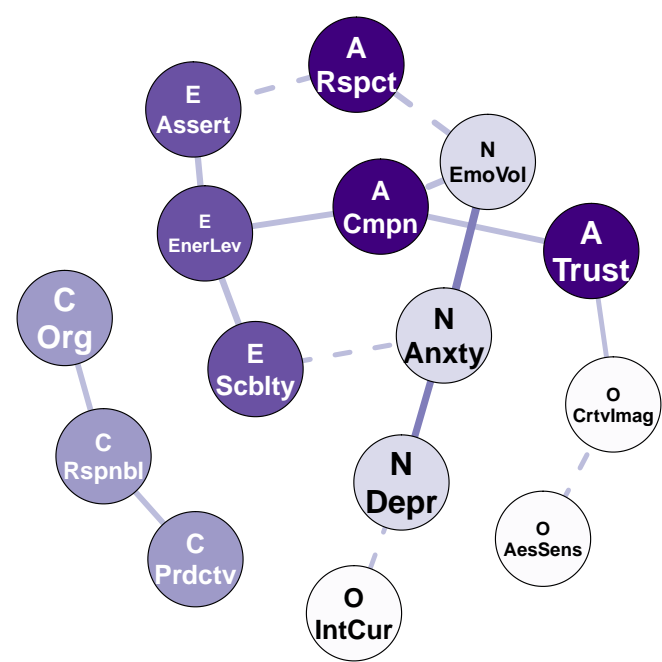 A
Rspct
E
Assert
N
EmoVol
A
Cmpn
E
EnerLev
A
Trust
C
Org
N
Anxty
E
Scblty
O
CrtvImag
C
Rspnbl
N
Depr
O
AesSens
C
Prdctv
O
IntCur